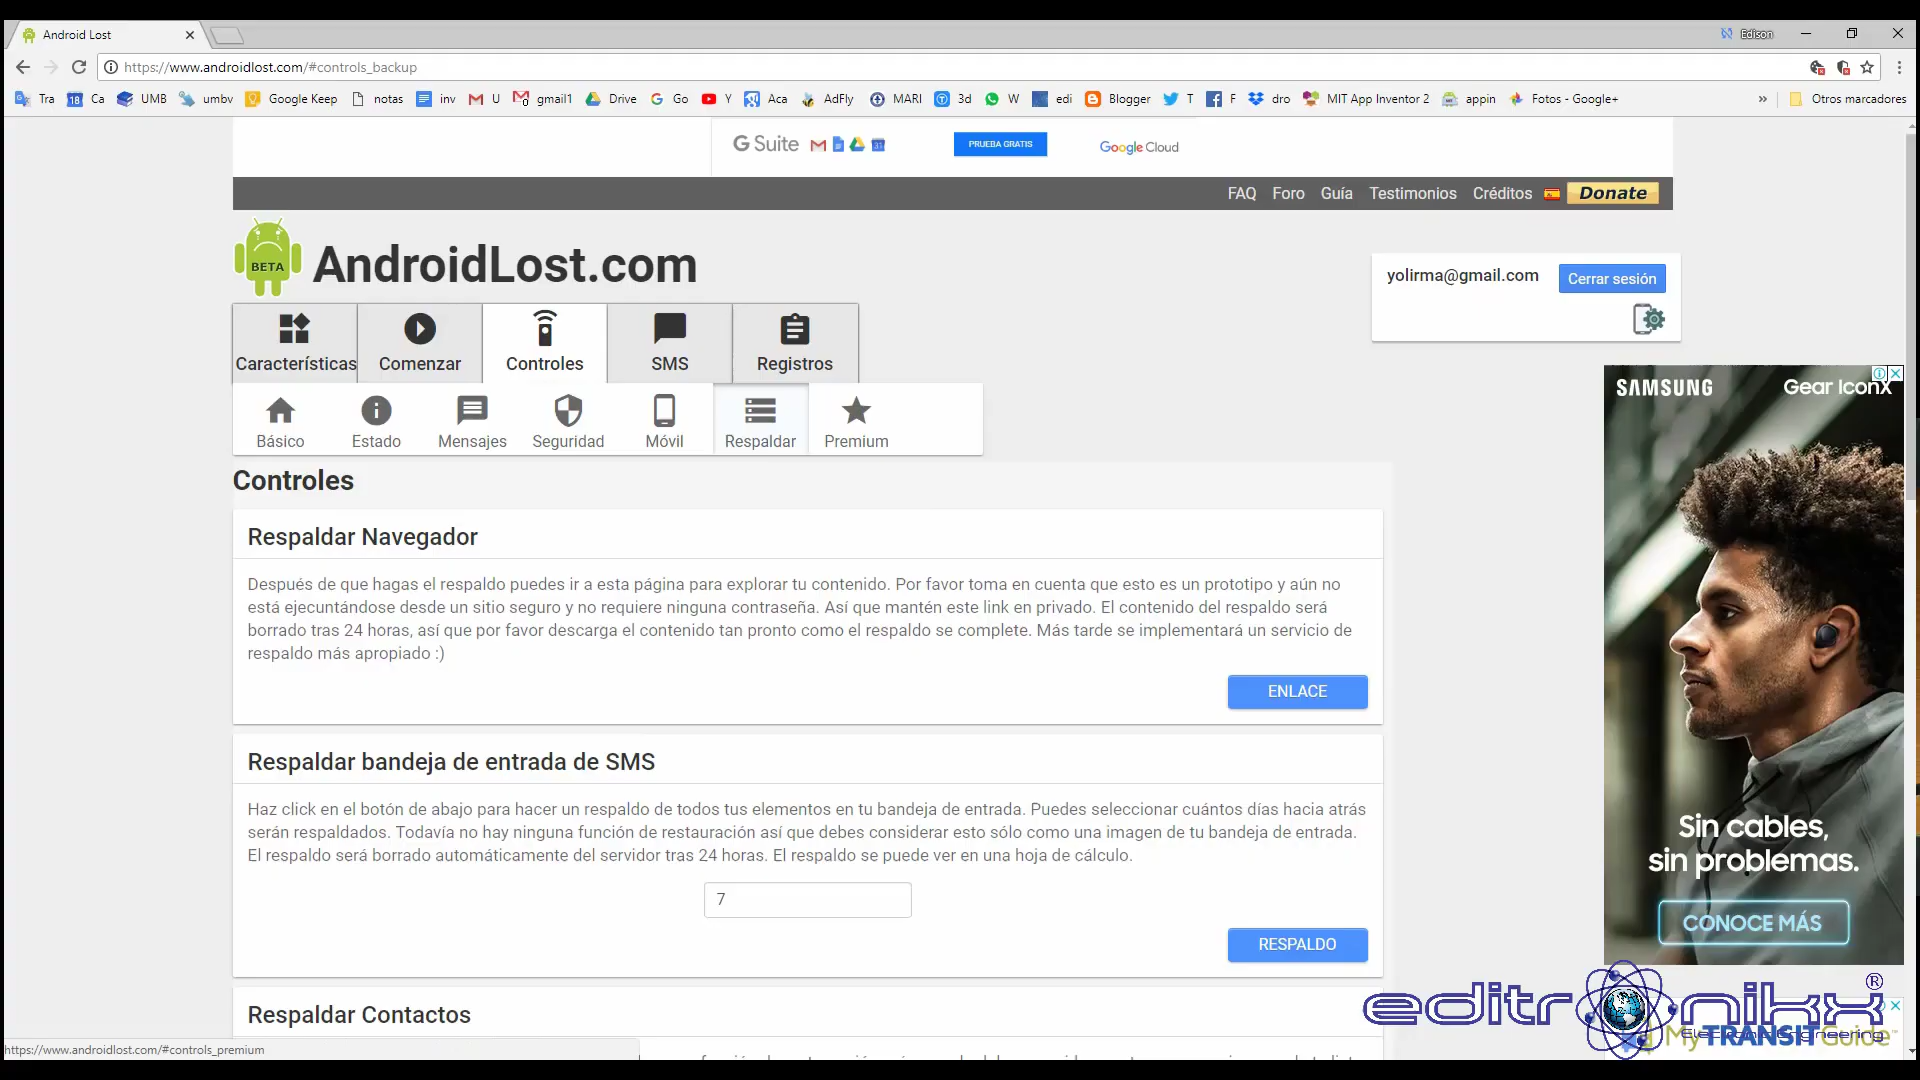 Android Lost
Edison
https://www.androidlost.com/#controls_backup
Tra
Ca
UMB
umbv
Google Keep
notas
inv
U
gmail1
Drive
Go
Y
Aca
AdFly
MARI
3d
W
edi
Blogger
T
F
dro
MIT App Inventor 2
appin
Fotos - Google+
»
Otros marcadores
G Suite
PRUEBA GRATIS
Google Cloud
FAQ
Foro
Guía
Testimonios
Créditos
Donate
BETA
AndroidLost.com
yolirma@gmail.com
Cerrar sesión
Características
Comenzar
Controles
SMS
Registros
Básico
Estado
Mensajes
Seguridad
Móvil
Respaldar
Premium
Controles
Respaldar Navegador
Después de que hagas el respaldo puedes ir a esta página para explorar tu contenido. Por favor toma en cuenta que esto es un prototipo y aún no
está ejecuntándose desde un sitio seguro y no requiere ninguna contraseña. Así que mantén este link en privado. El contenido del respaldo será
borrado tras 24 horas, así que por favor descarga el contenido tan pronto como el respaldo se complete. Más tarde se implementará un servicio de
respaldo más apropiado :)
ENLACE
Respaldar bandeja de entrada de SMS
Haz click en el botón de abajo para hacer un respaldo de todos tus elementos en tu bandeja de entrada. Puedes seleccionar cuántos días hacia atrás
serán respaldados. Todavía no hay ninguna función de restauración así que debes considerar esto sólo como una imagen de tu bandeja de entrada.
El respaldo será borrado automáticamente del servidor tras 24 horas. El respaldo se puede ver en una hoja de cálculo.
7
RESPALDO
Respaldar Contactos
https://www.androidlost.com/#controls_premium
SAMSUNG
Gear IconX
Sin cables,
sin problemas.
CONOCE MÁS
editronikx ®
MyTRANSITGuide™